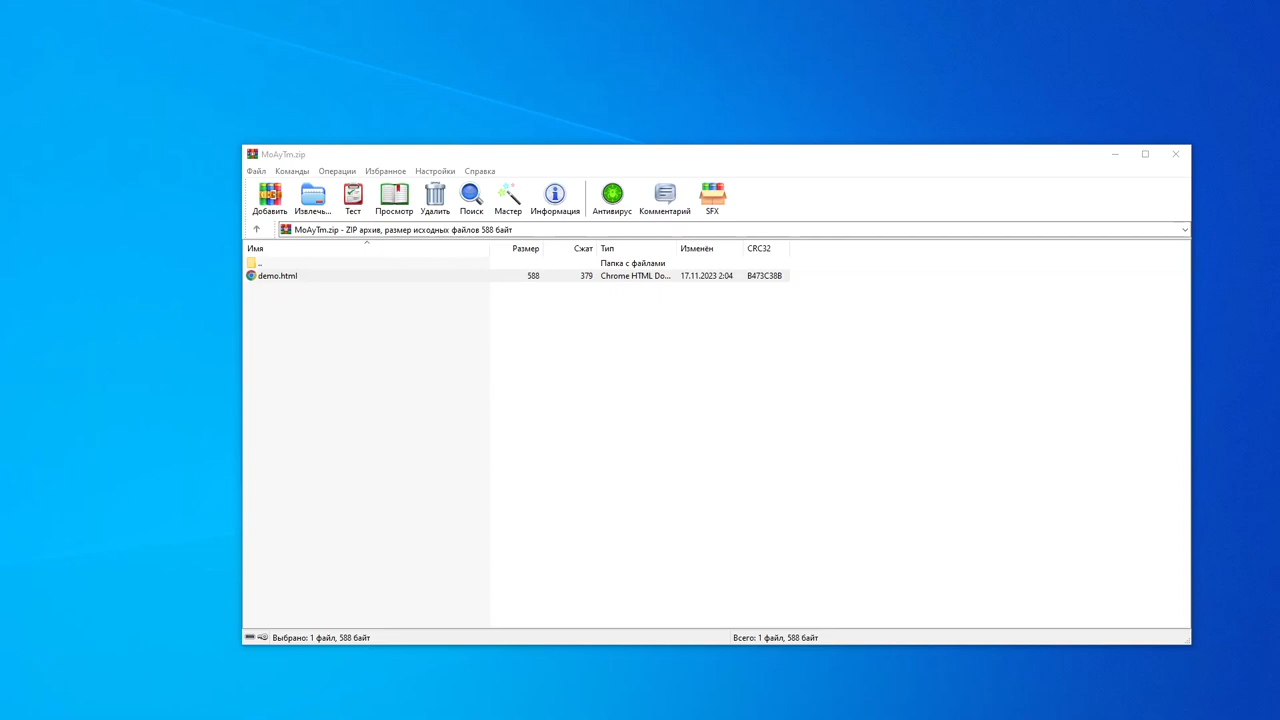 MoAyTm.zip
Файл Команды Операции Избранное Настройки Справка
Добавить Извлечь... Тест Просмотр Удалить Поиск Мастер Информация Антивирус Комментарий SFX
MoAyTm.zip - ZIP архив, размер исходных файлов 588 байт
Имя Размер Сжат Тип Изменён CRC32
.. Папка с файлами
demo.html 588 379 Chrome HTML Do... 17.11.2023 2:04 B473C38B
Выбрано: 1 файл, 588 байт Всего: 1 файл, 588 байт